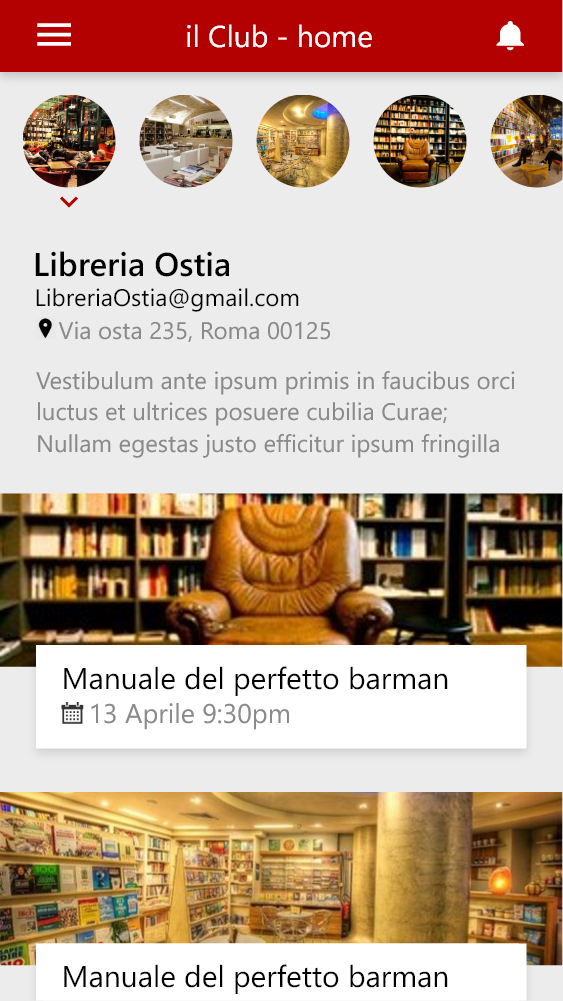 il Club - home
Libreria Ostia
LibreriaOstia@gmail.com
Via osta 235, Roma 00125
Vestibulum ante ipsum primis in faucibus orci
luctus et ultrices posuere cubilia Curae;
Nullam egestas justo efficitur ipsum fringilla
Manuale del perfetto barman
13 Aprile 9:30pm
Manuale del perfetto barman